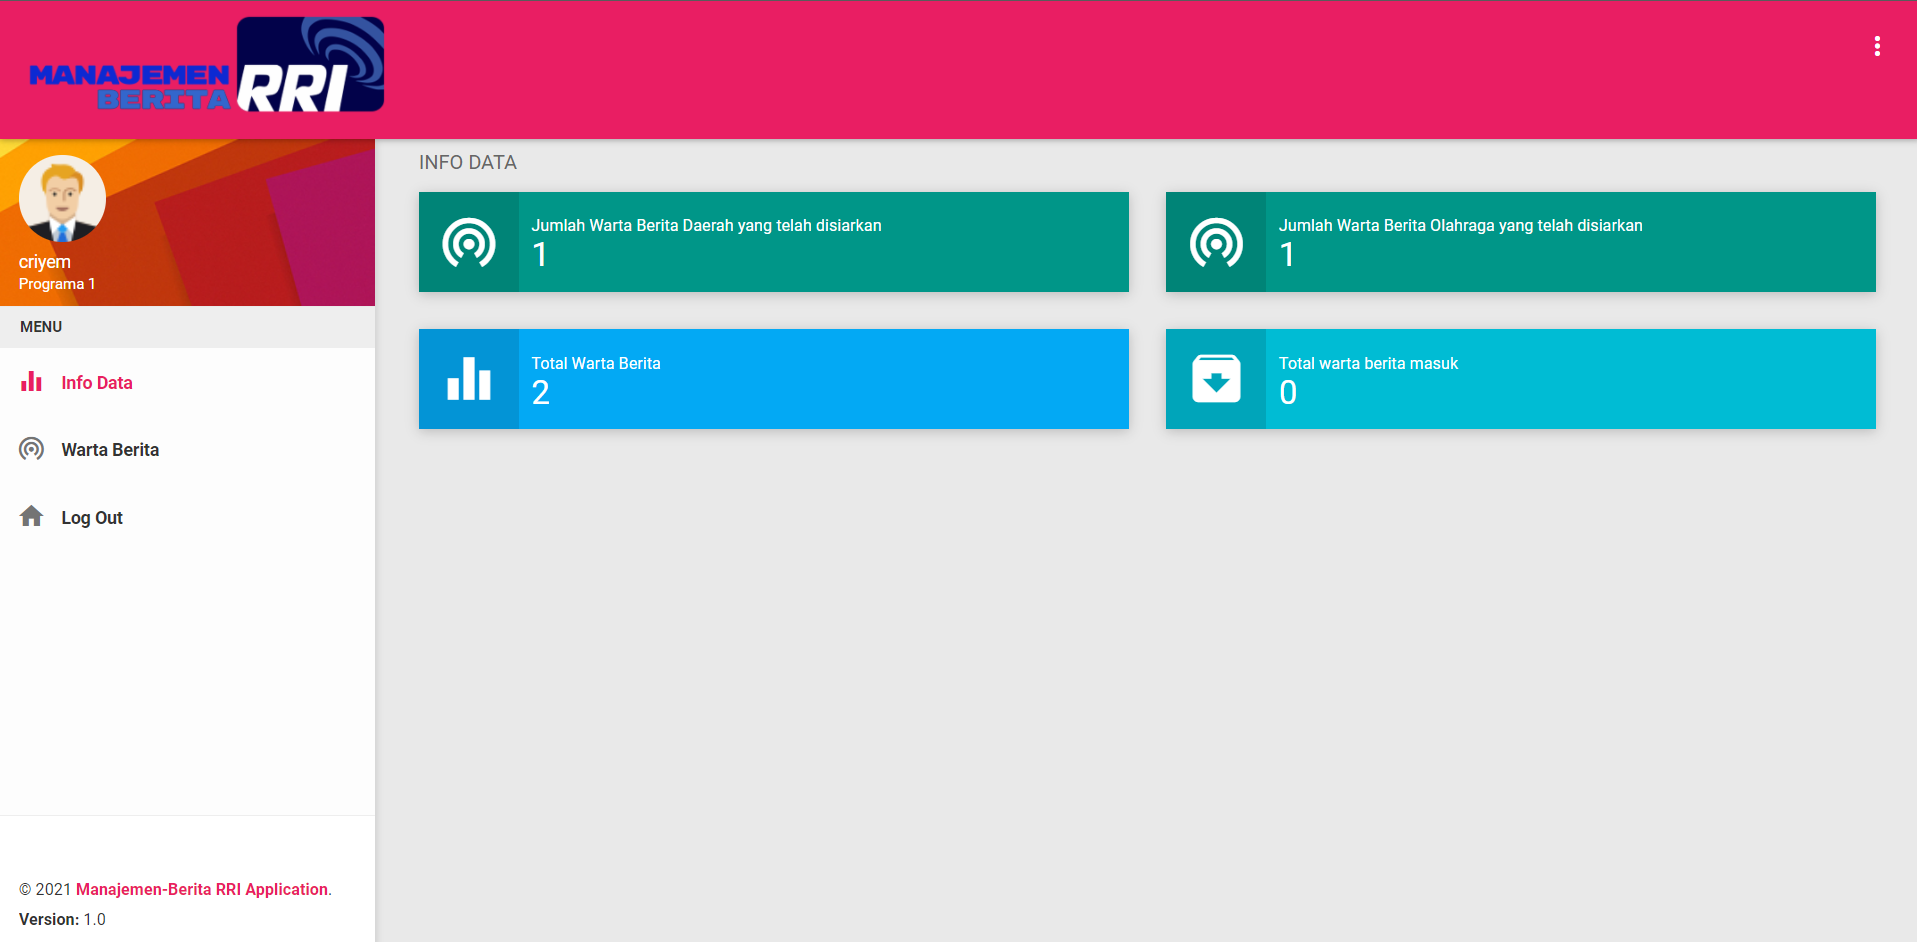 MANAJEMEN
BERITA
RRI
criyem
Programa 1
MENU
Info Data
Warta Berita
Log Out
© 2021 Manajemen-Berita RRI Application.
Version: 1.0
INFO DATA
Jumlah Warta Berita Daerah yang telah disiarkan
1
Jumlah Warta Berita Olahraga yang telah disiarkan
1
Total Warta Berita
2
Total warta berita masuk
0